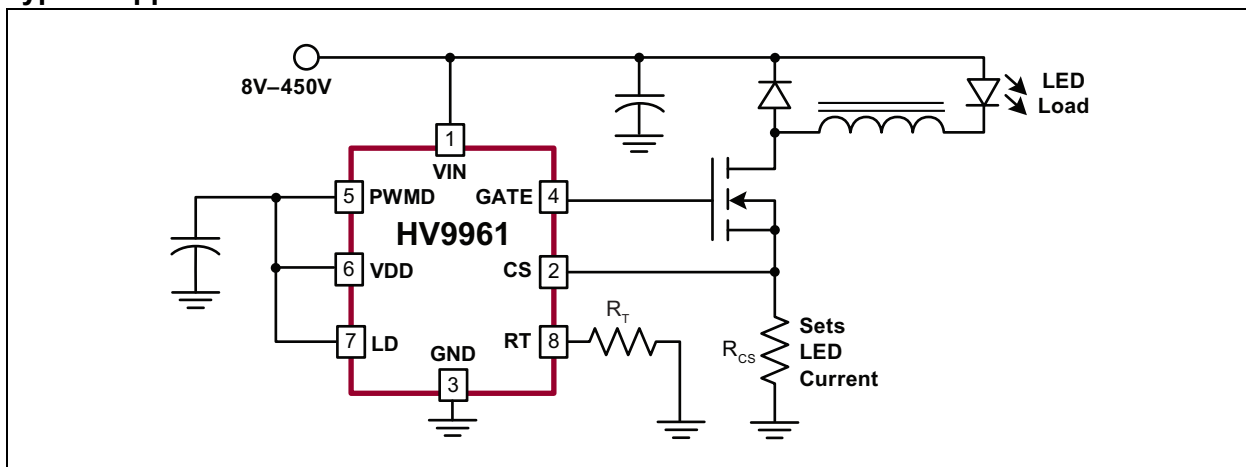 8V–450V
LED
Load
1
VIN
5 PWMD
GATE 4
HV9961
6 VDD
CS 2
7 LD
RT 8
GND
3
R_T
R_CS
Sets
LED
Current